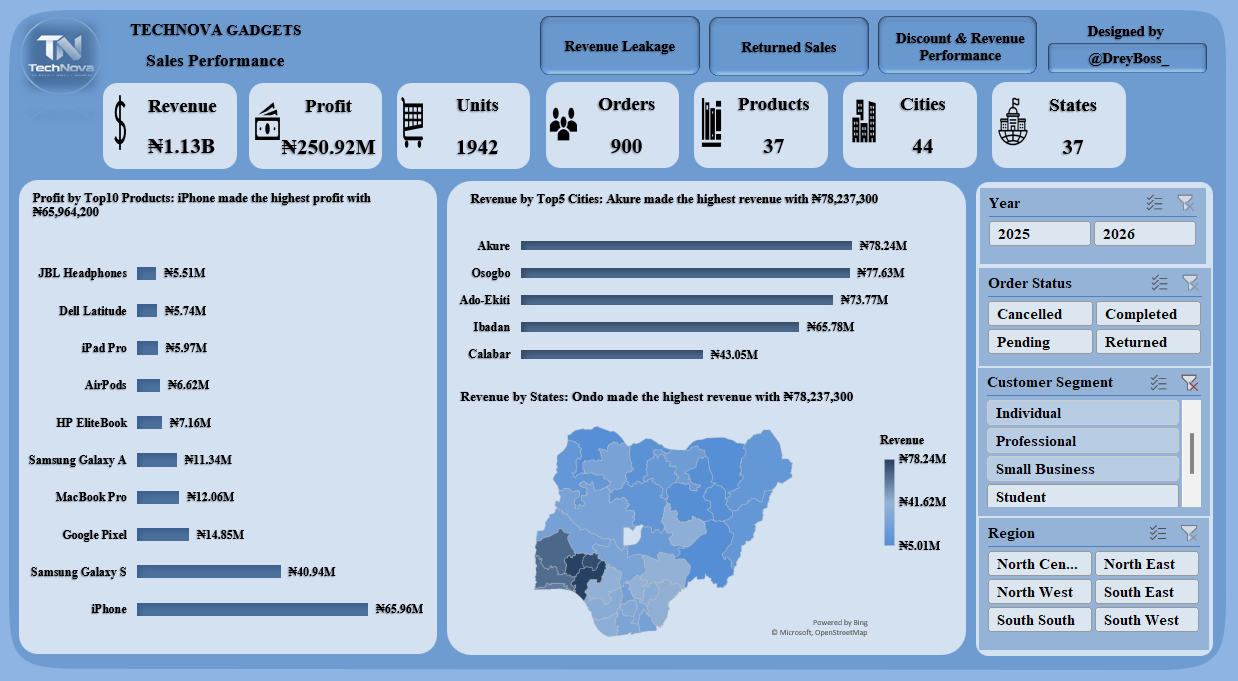 TN
TechNova
TECHNOVA GADGETS
Sales Performance
Revenue Leakage
Returned Sales
Discount & Revenue
Performance
Designed by
@DreyBoss_
Revenue
₦1.13B
Profit
₦250.92M
Units
1942
Orders
900
Products
37
Cities
44
States
37
Profit by Top10 Products: iPhone made the highest profit with
₦65,964,200
JBL Headphones ₦5.51M
Dell Latitude ₦5.74M
iPad Pro ₦5.97M
AirPods ₦6.62M
HP EliteBook ₦7.16M
Samsung Galaxy A ₦11.34M
MacBook Pro ₦12.06M
Google Pixel ₦14.85M
Samsung Galaxy S ₦40.94M
iPhone ₦65.96M
Revenue by Top5 Cities: Akure made the highest revenue with ₦78,237,300
Akure ₦78.24M
Osogbo ₦77.63M
Ado-Ekiti ₦73.77M
Ibadan ₦65.78M
Calabar ₦43.05M
Revenue by States: Ondo made the highest revenue with ₦78,237,300
Revenue
₦78.24M
₦41.62M
₦5.01M
Powered by Bing
© Microsoft, OpenStreetMap
Year
2025 2026
Order Status
Cancelled Completed
Pending Returned
Customer Segment
Individual
Professional
Small Business
Student
Region
North Cen... North East
North West South East
South South South West